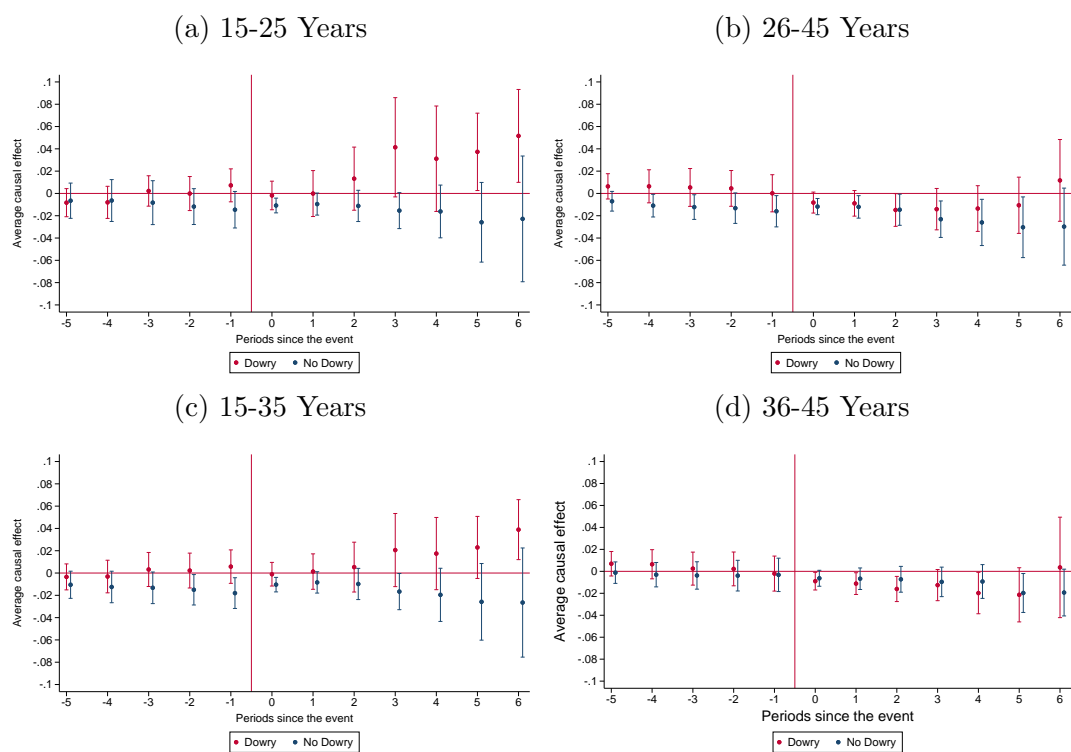 (a) 15-25 Years
Average causal effect
.1
.08
.06
.04
.02
0
-.02
-.04
-.06
-.08
-.1
-5 -4 -3 -2 -1 0 1 2 3 4 5 6
Periods since the event
Dowry No Dowry
(b) 26-45 Years
Average causal effect
.1
.08
.06
.04
.02
0
-.02
-.04
-.06
-.08
-.1
-5 -4 -3 -2 -1 0 1 2 3 4 5 6
Periods since the event
Dowry No Dowry
(c) 15-35 Years
Average causal effect
.1
.08
.06
.04
.02
0
-.02
-.04
-.06
-.08
-.1
-5 -4 -3 -2 -1 0 1 2 3 4 5 6
Periods since the event
Dowry No Dowry
(d) 36-45 Years
Average causal effect
.1
.08
.06
.04
.02
0
-.02
-.04
-.06
-.08
-.1
-5 -4 -3 -2 -1 0 1 2 3 4 5 6
Periods since the event
Dowry No Dowry